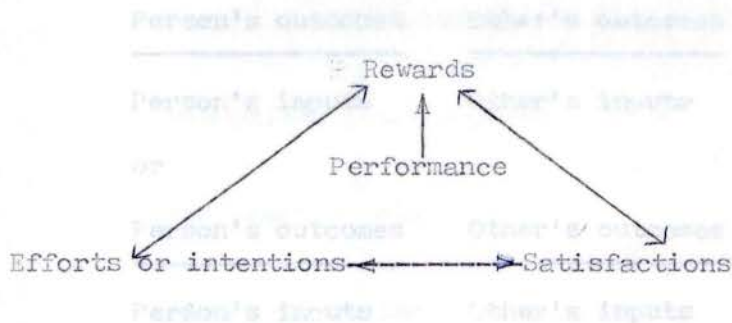 Person's outcomes Other's outcomes
Rewards
Person's inputs Other's inputs
or
Performance
Person's outcomes Other's outcomes
Efforts or intentions Satisfactions
Person's inputs Other's inputs